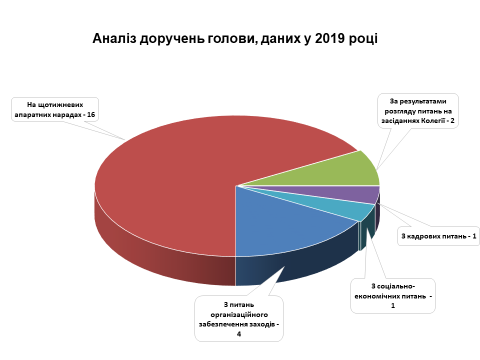 Аналіз доручень голови, даних у 2019 році
На щотижневих
апаратних нарадах - 16
За результатами
розгляду питань на
засіданнях Колегії - 2
З кадрових питань - 1
З соціально-
економічних питань -
1
З питань
організаційного
забезпечення заходів -
4